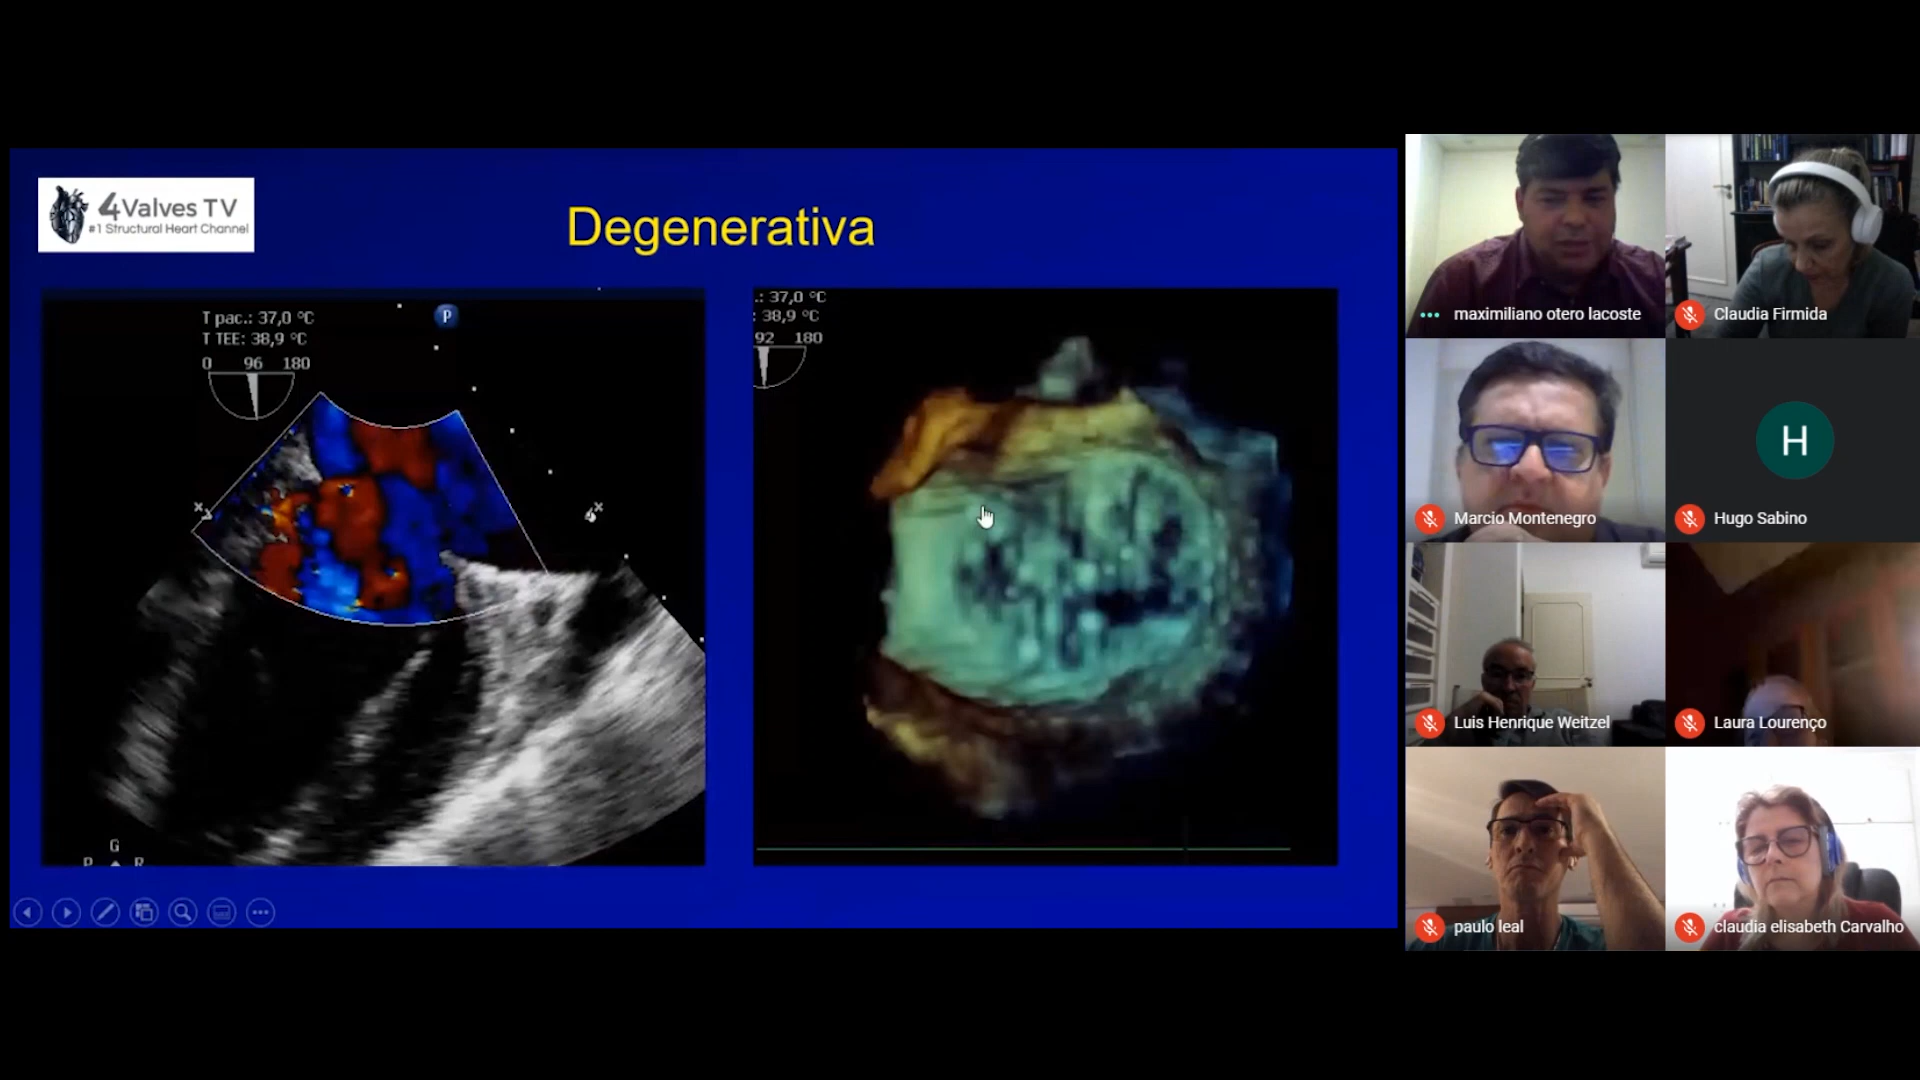 4Valves TV
#1 Structural Heart Channel
Degenerativa
T pac.: 37,0 °C
T TEE: 38,9 °C
0 96 180
P
G
P R
.: 37,0 °C
: 38,9 °C
92 180
maximiliano otero lacoste
Claudia Firmida
Marcio Montenegro
H
Hugo Sabino
Luis Henrique Weitzel
Laura Lourenço
paulo leal
claudia elisabeth Carvalho